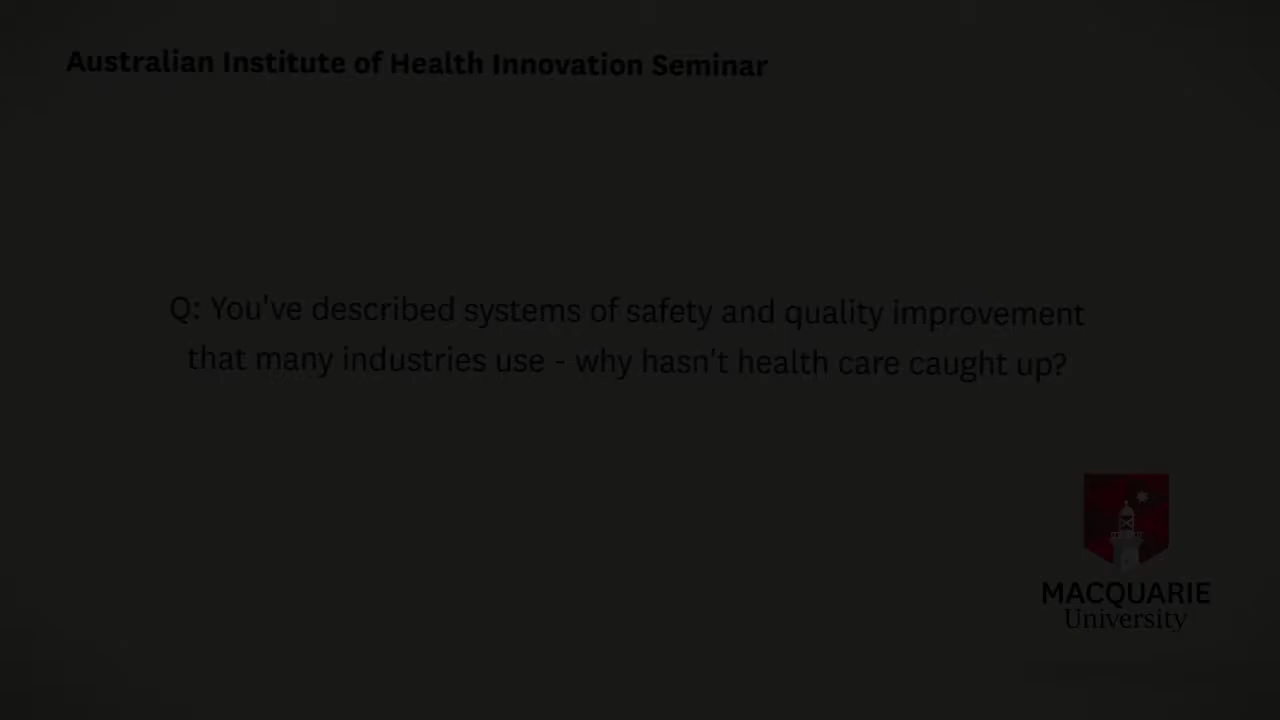 Australian Institute of Health Innovation Seminar
Q: You've described systems of safety and quality improvement
that many industries use - why hasn't health care caught up?
MACQUARIE
University